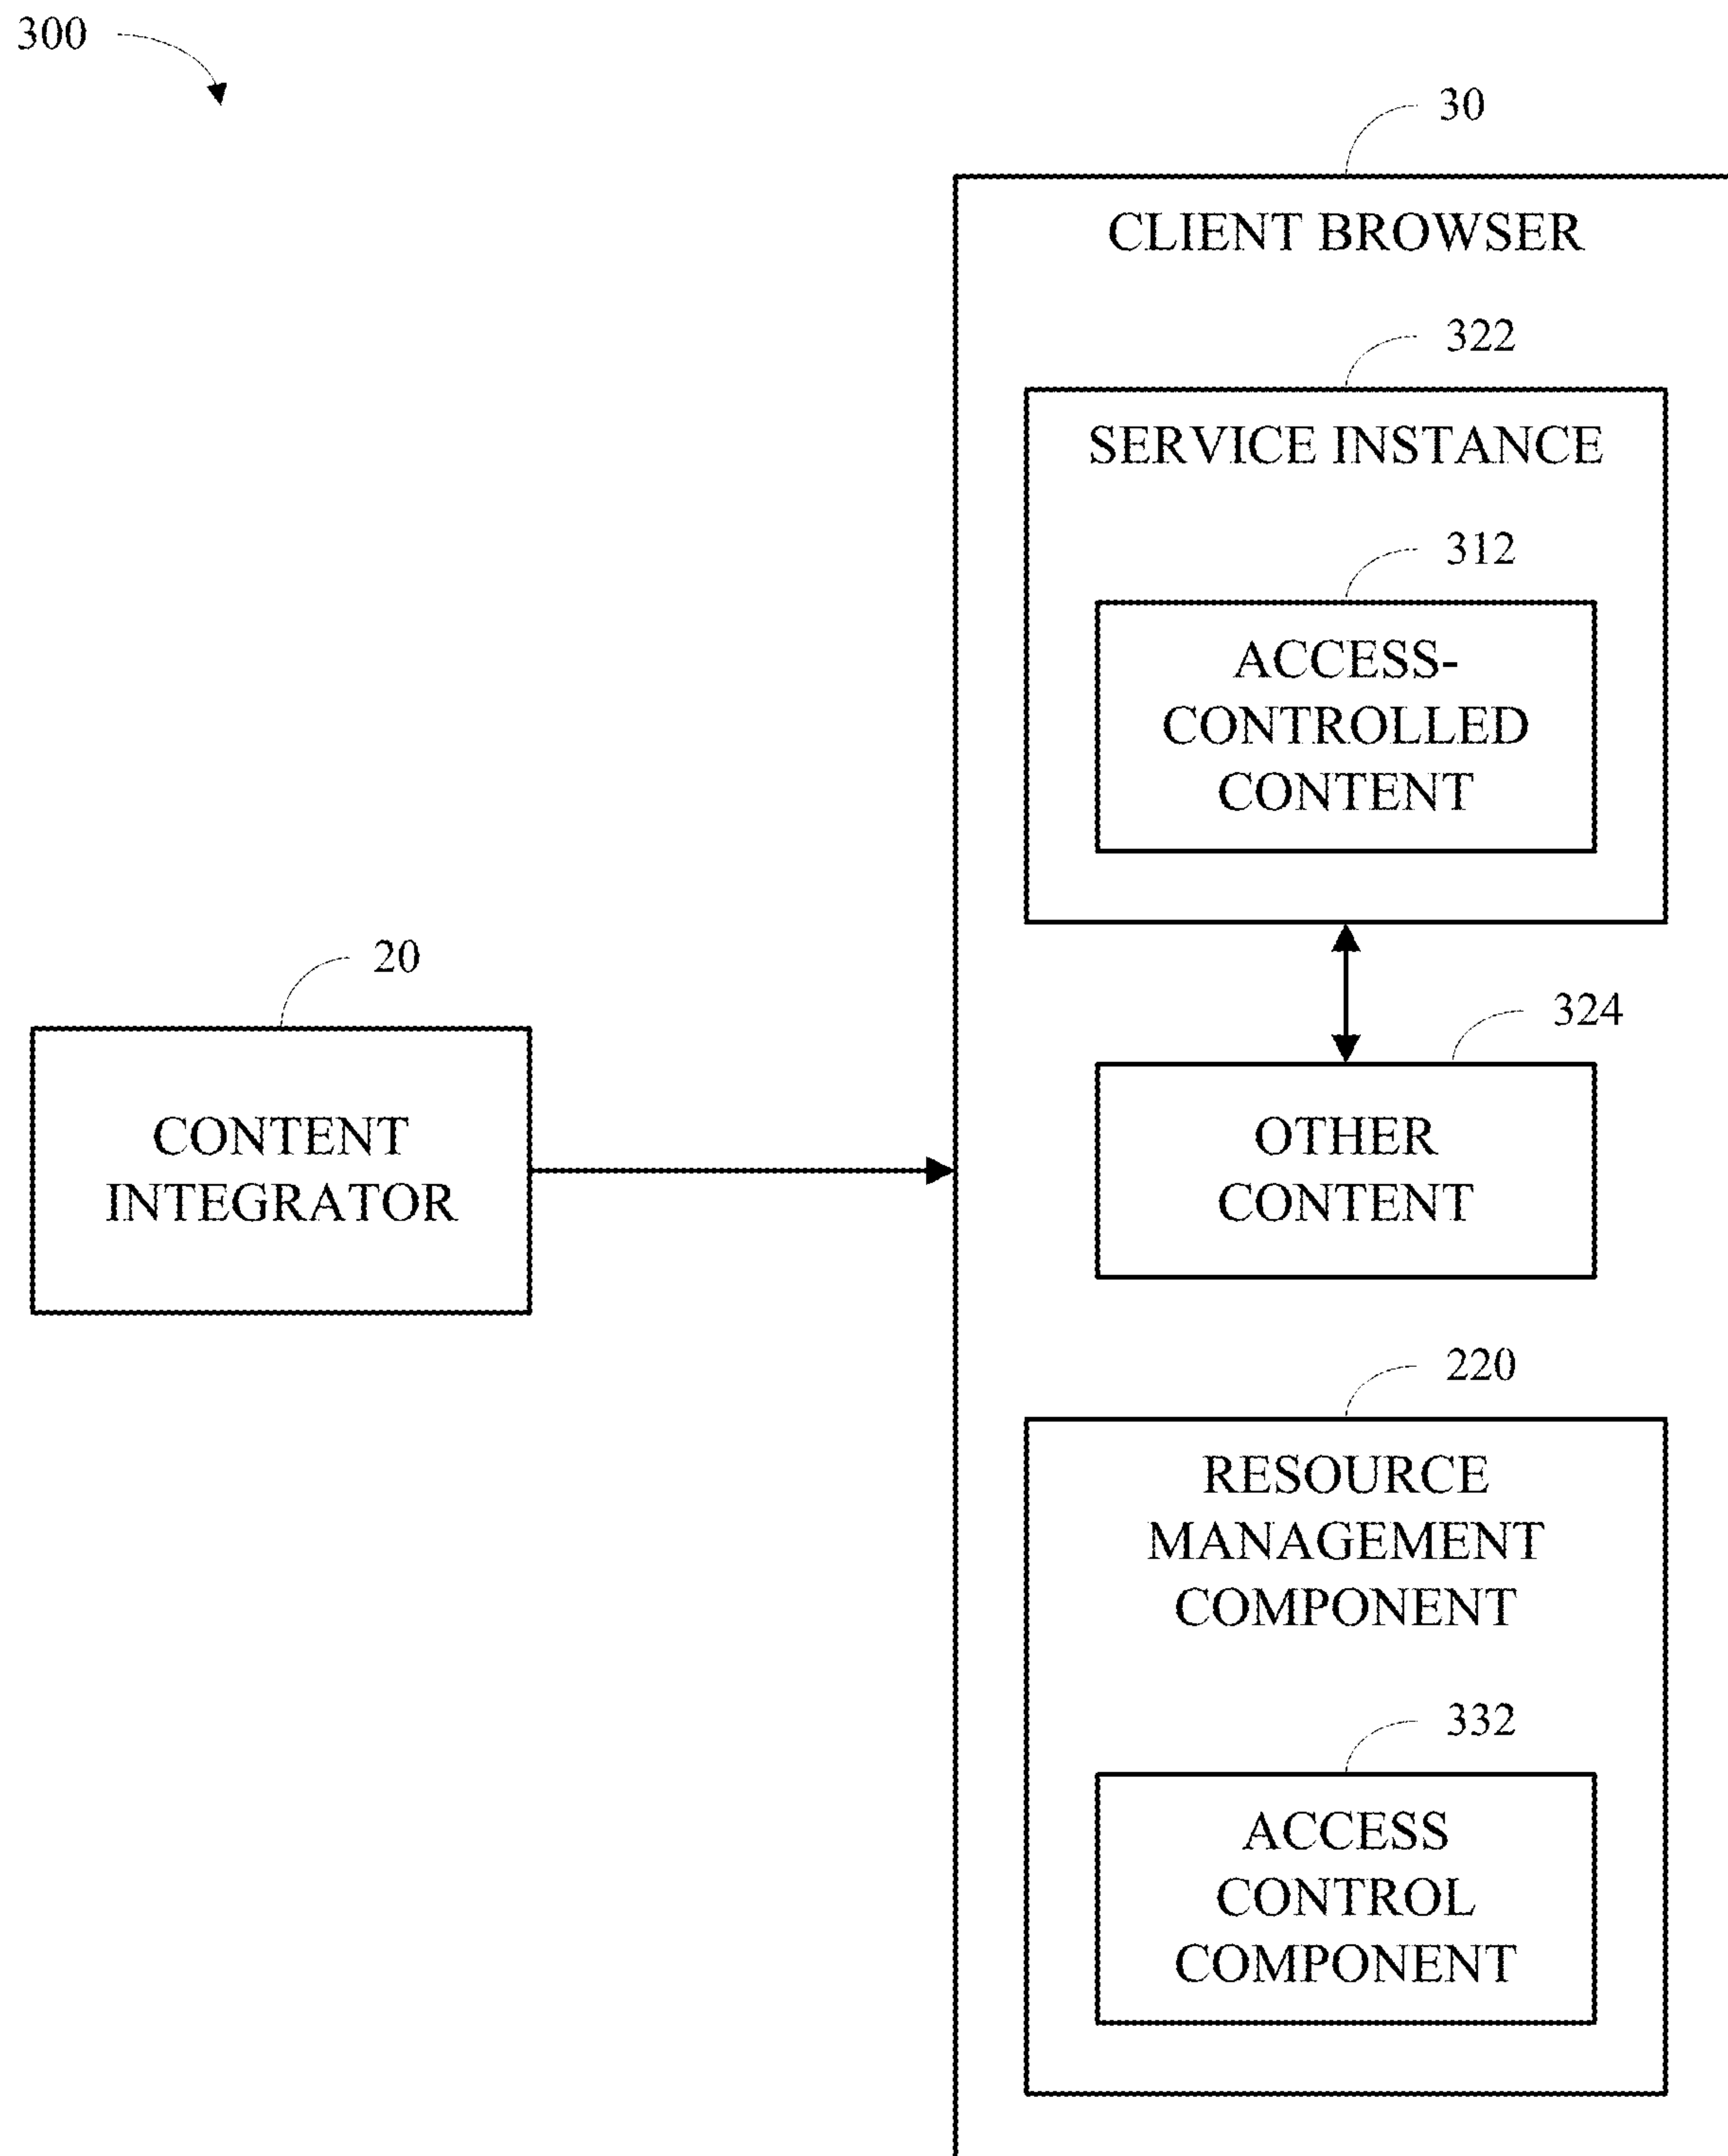 300
30
CLIENT BROWSER
322
SERVICE INSTANCE
312
ACCESS-
CONTROLLED
CONTENT
20
CONTENT
INTEGRATOR
324
OTHER
CONTENT
220
RESOURCE
MANAGEMENT
COMPONENT
332
ACCESS
CONTROL
COMPONENT